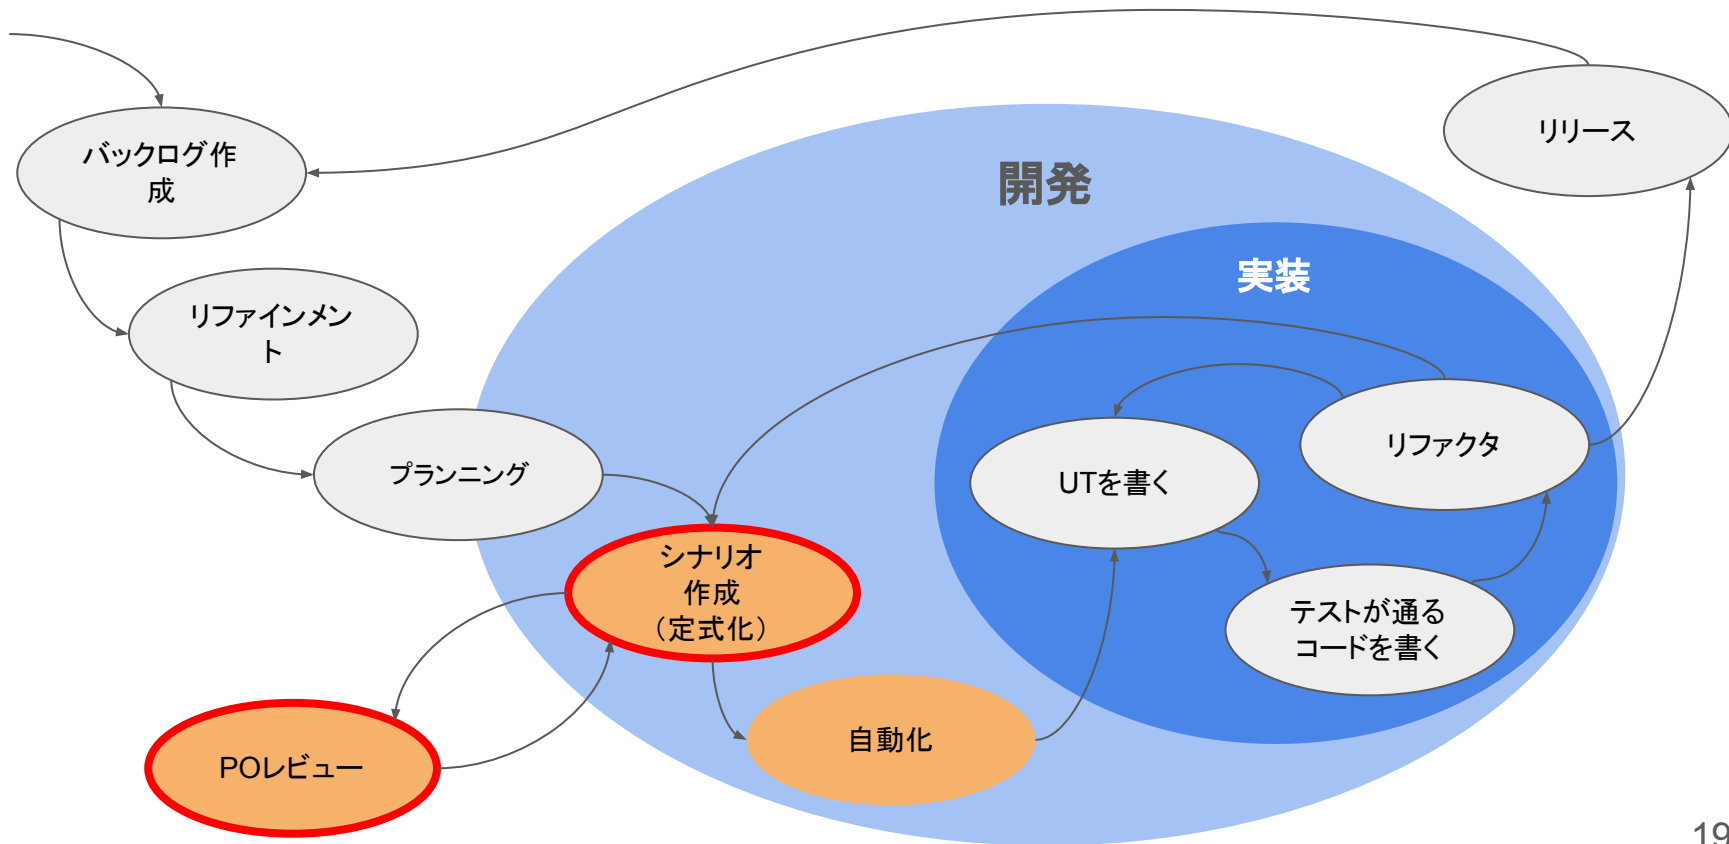 リリース
バックログ作
成
開発
実装
リファインメン
ト
リファクタ
プランニング
UTを書く
シナリオ
作成
（定式化）
テストが通る
コードを書く
自動化
POレビュー
19